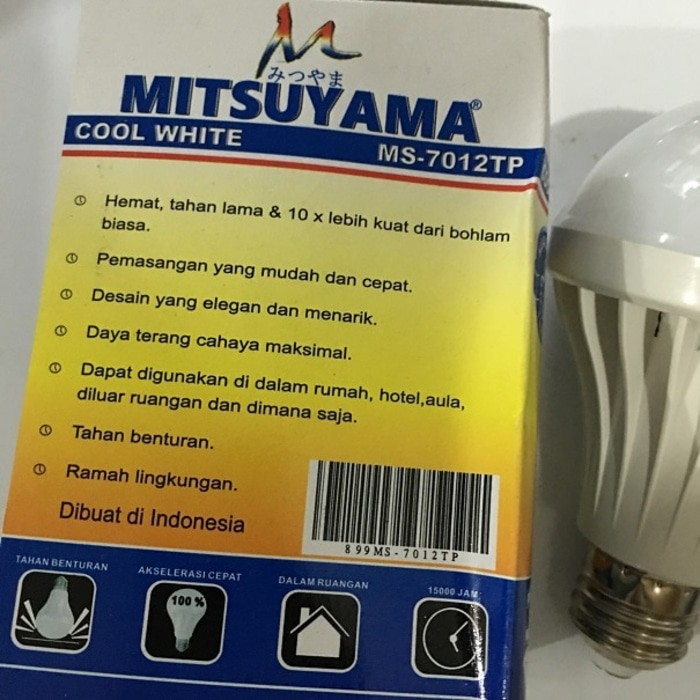 みつやま
MITSUYAMA®
COOL WHITE
MS-7012TP
Hemat, tahan lama & 10 x lebih kuat dari bohlam
biasa.
Pemasangan yang mudah dan cepat.
Desain yang elegan dan menarik.
Daya terang cahaya maksimal.
Dapat digunakan di dalam rumah, hotel,aula,
diluar ruangan dan dimana saja.
Tahan benturan.
Ramah lingkungan.
Dibuat di Indonesia
899MS-7012TP
TAHAN BENTURAN
AKSELERASI CEPAT
DALAM RUANGAN
15000 JAM
100 %